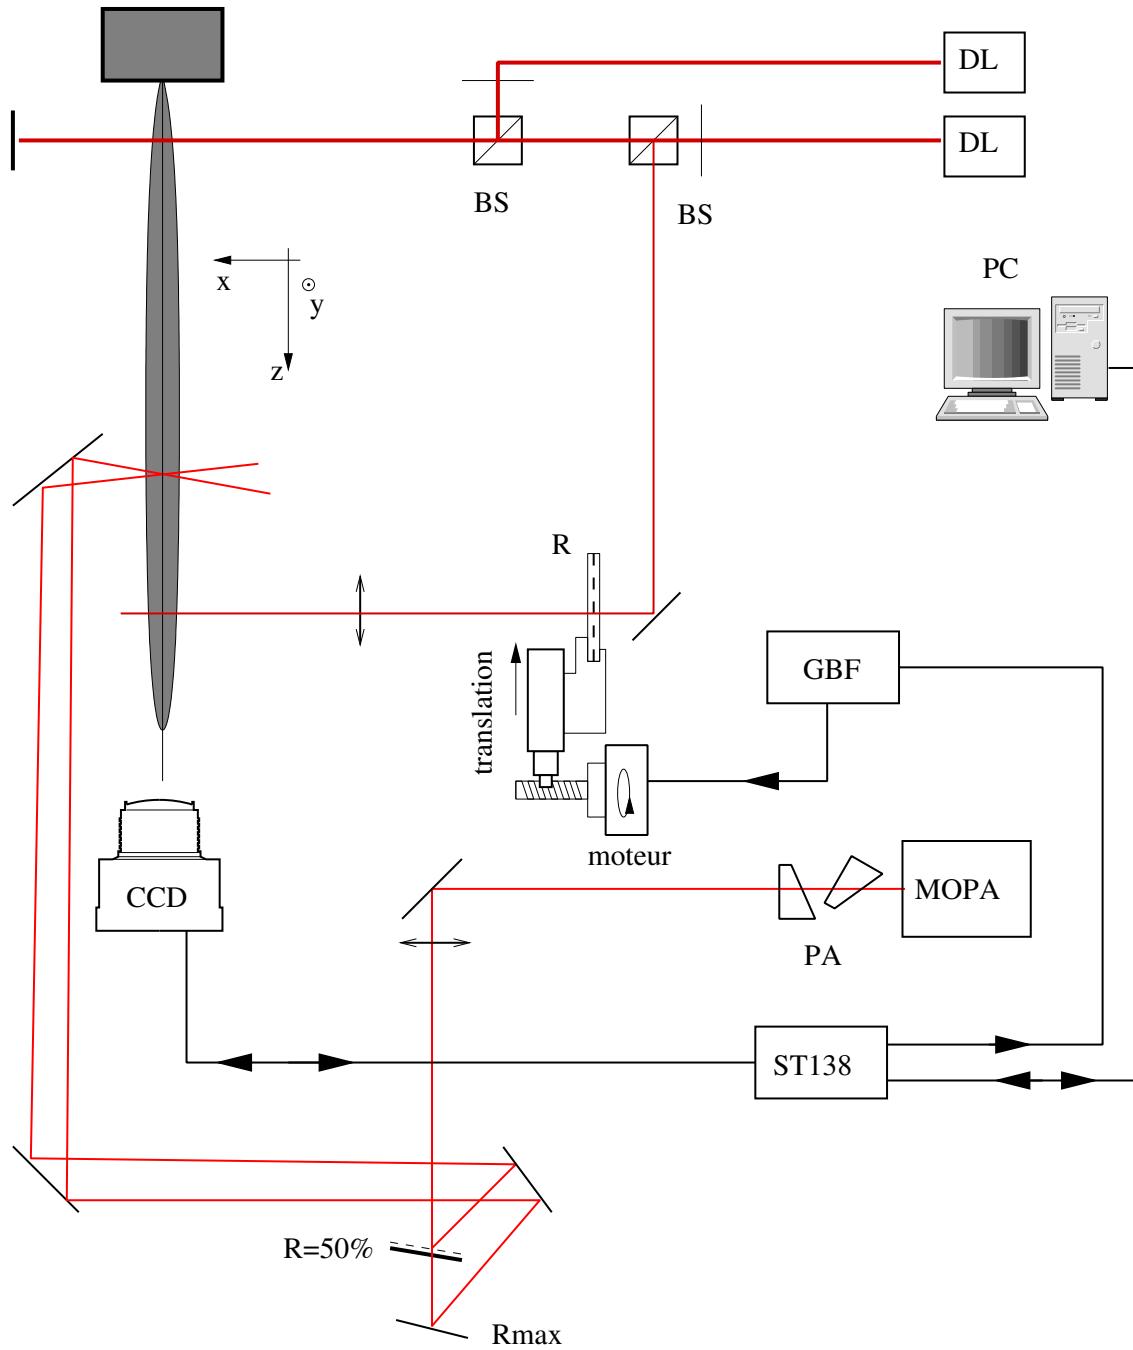 DL
DL
BS
BS
x
y
z
PC
R
translation
GBF
moteur
CCD
MOPA
PA
ST138
R=50%
Rmax